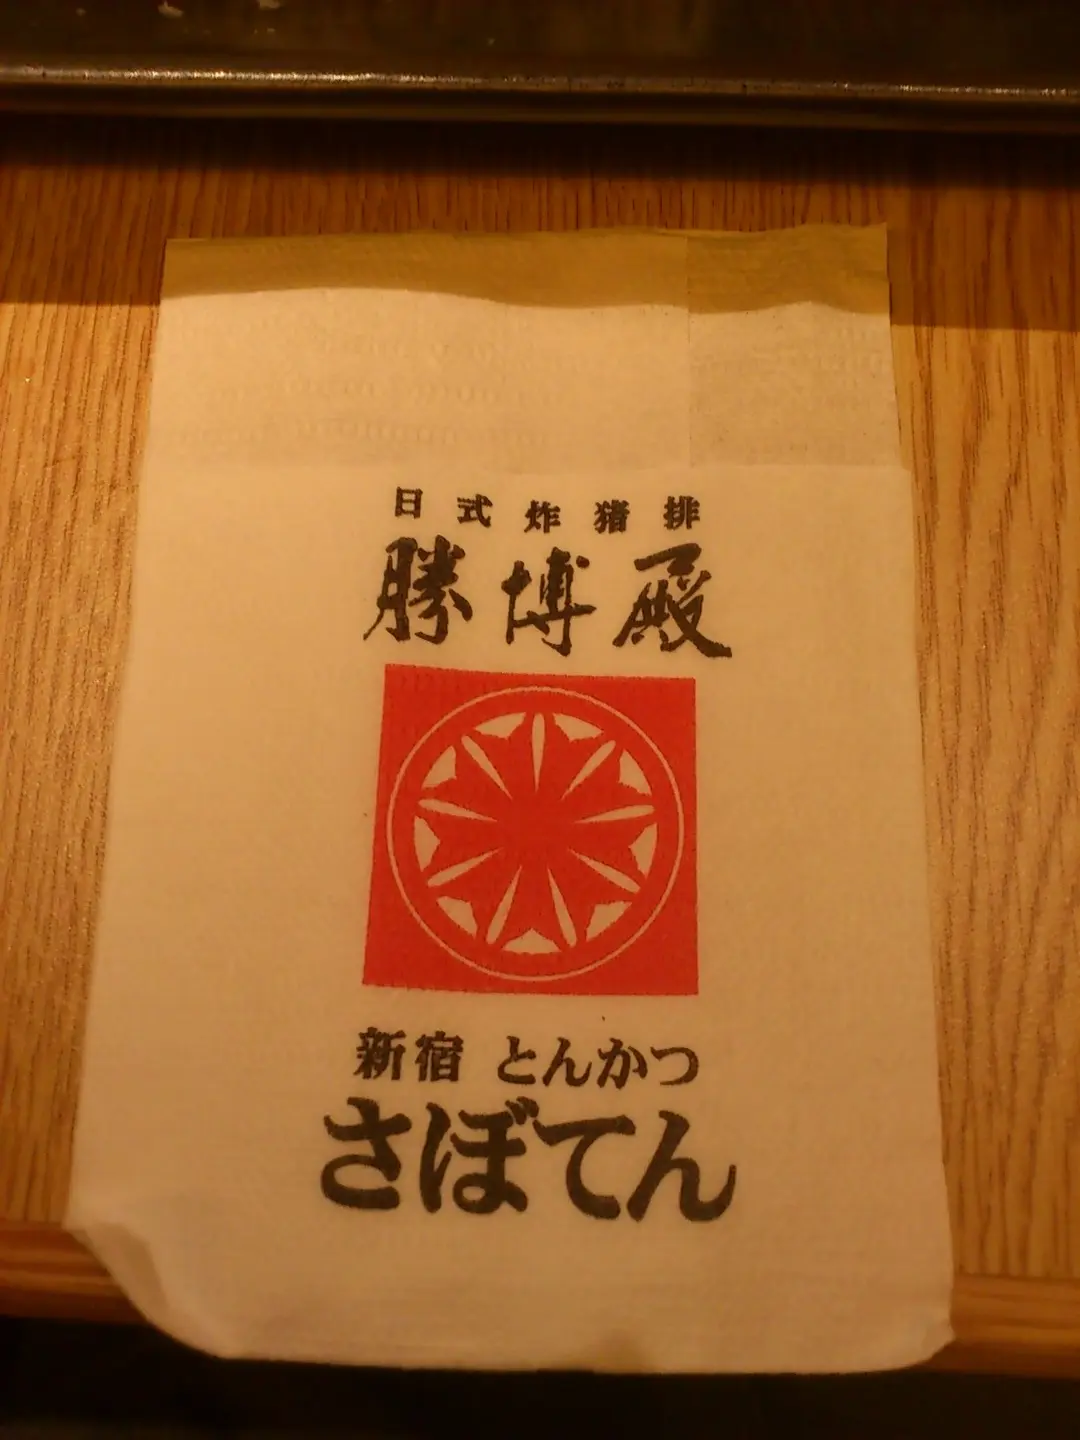 日式炸猪排
勝博殿
新宿 とんかつ
さぼてん